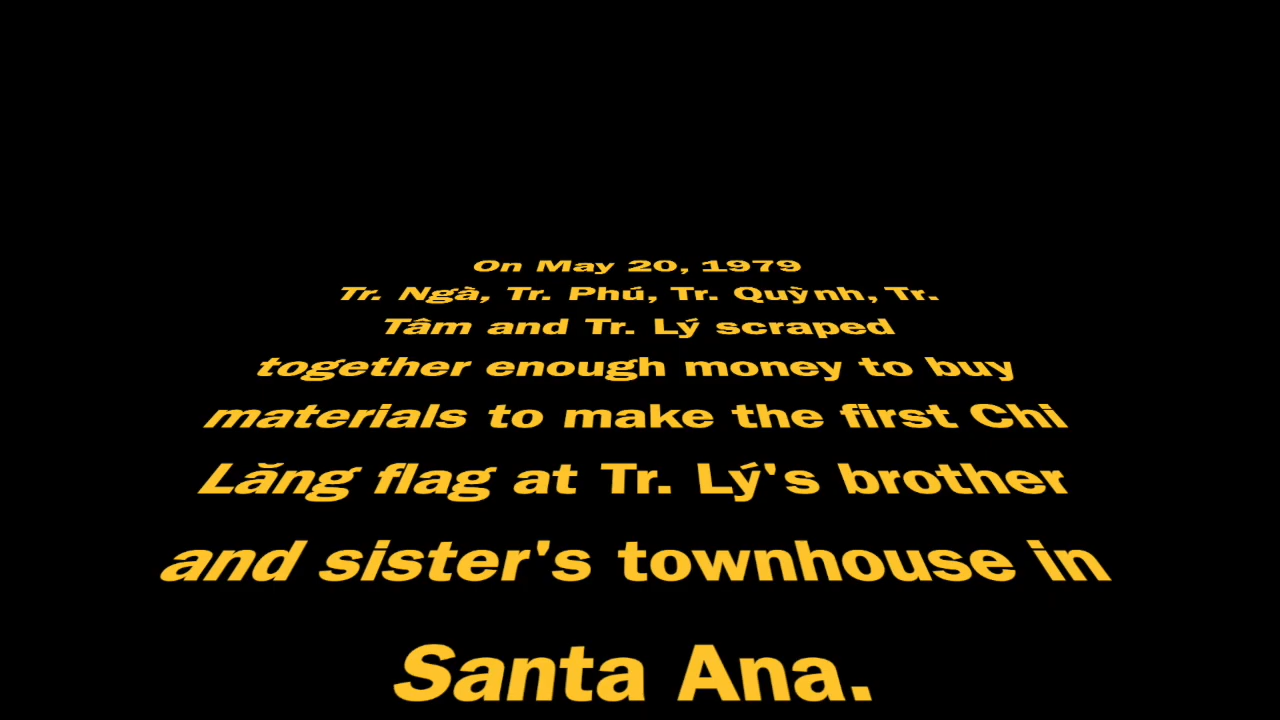 On May 20, 1979
Tr. Ngà, Tr. Phú, Tr. Quỳnh, Tr.
Tâm and Tr. Lý scraped
together enough money to buy
materials to make the first Chi
Lăng flag at Tr. Lý's brother
and sister's townhouse in
Santa Ana.